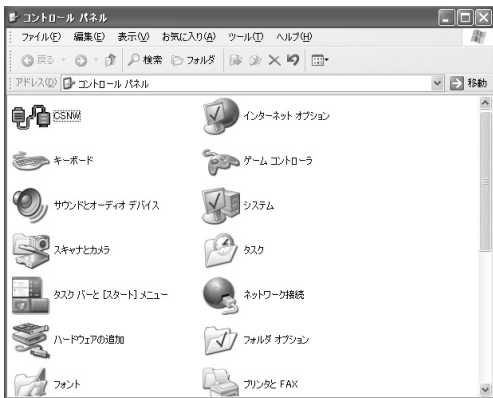 コントロール パネル
ファイル(F) 編集(E) 表示(V) お気に入り(A) ツール(T) ヘルプ(H)
戻る 検索 フォルダ
アドレス(D) コントロール パネル 移動
CSNW インターネット オプション
キーボード ゲーム コントローラ
サウンドとオーディオ デバイス システム
スキャナとカメラ タスク
タスク バーと [スタート] メニュー ネットワーク接続
ハードウェアの追加 フォルダ オプション
フォント プリンタと FAX